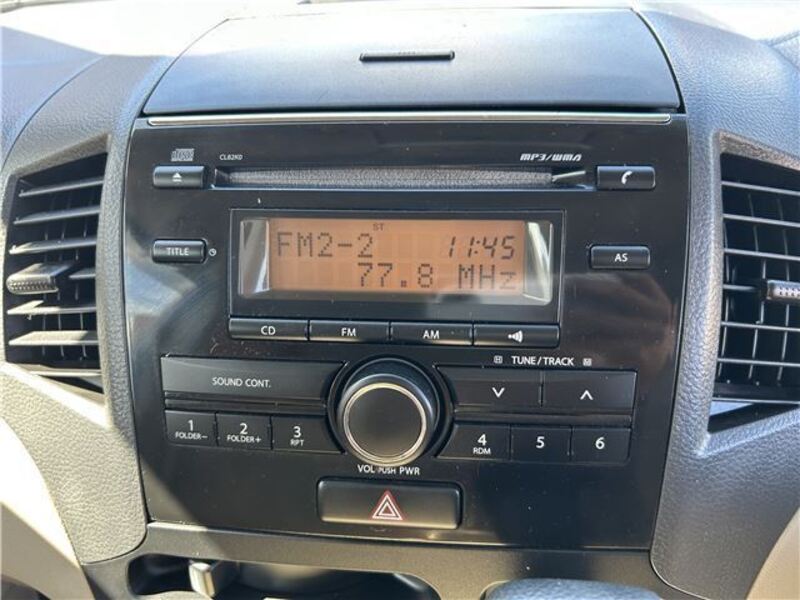 CL82K0 MP3/WMA
TITLE
ST
FM2-2 11:45
77.8 MHz
AS
CD FM AM
TUNE/TRACK
SOUND CONT.
1 2 3 4 5 6
FOLDER- FOLDER+ RPT RDM
VOL PUSH PWR